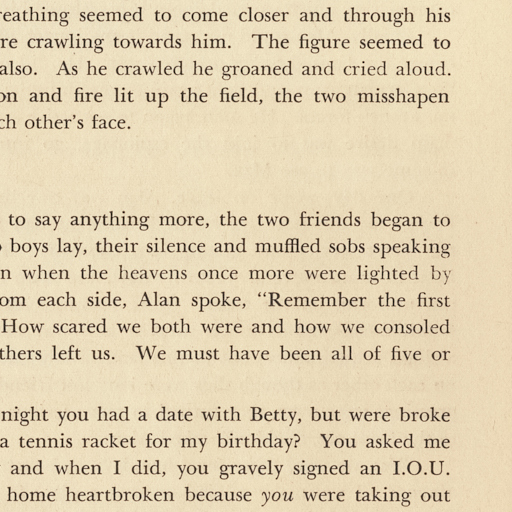 reathing seemed to come closer and through his
re crawling towards him. The figure seemed to
also. As he crawled he groaned and cried aloud.
on and fire lit up the field, the two misshapen
ch other's face.
to say anything more, the two friends began to
boys lay, their silence and muffled sobs speaking
n when the heavens once more were lighted by
om each side, Alan spoke, “Remember the first
How scared we both were and how we consoled
thers left us. We must have been all of five or
night you had a date with Betty, but were broke
a tennis racket for my birthday? You asked me
and when I did, you gravely signed an I.O.U.
home heartbroken because you were taking out